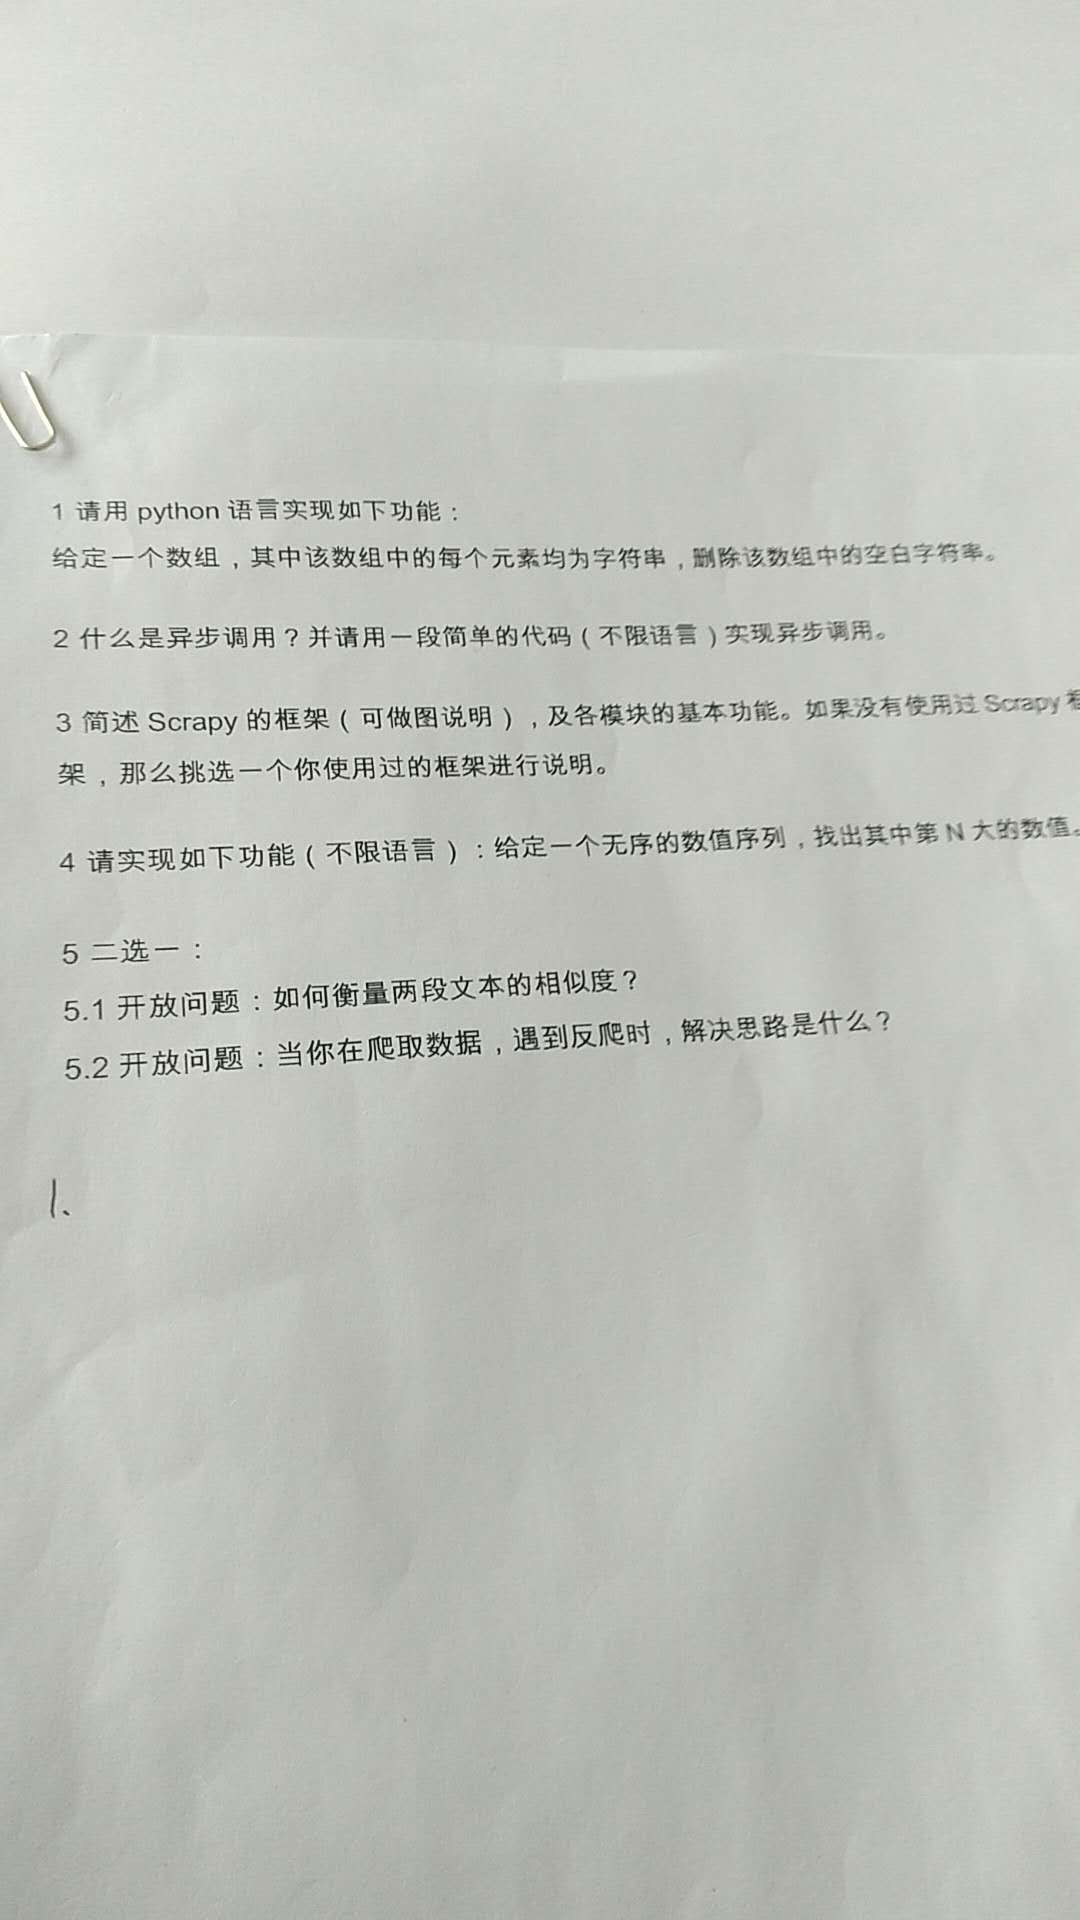 1 请用 python 语言实现如下功能：
给定一个数组，其中该数组中的每个元素均为字符串，删除该数组中的空白字符串。
2 什么是异步调用？并请用一段简单的代码（不限语言）实现异步调用。
3 简述 Scrapy 的框架（可做图说明），及各模块的基本功能。如果没有使用过 Scrapy 框
架，那么挑选一个你使用过的框架进行说明。
4 请实现如下功能（不限语言）：给定一个无序的数值序列，找出其中第 N 大的数值。
5 二选一：
5.1 开放问题：如何衡量两段文本的相似度？
5.2 开放问题：当你在爬取数据，遇到反爬时，解决思路是什么？
1、